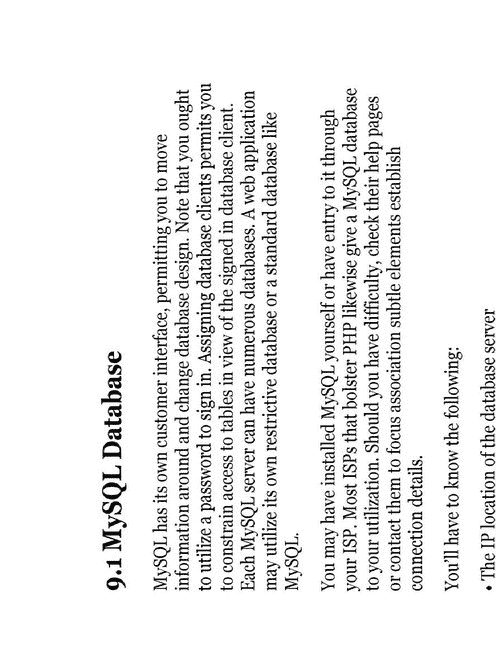 9.1 MySQL Database
MySQL has its own customer interface, permitting you to move
information around and change database design. Note that you ought
to utilize a password to sign in. Assigning database clients permits you
to constrain access to tables in view of the signed in database client.
Each MySQL server can have numerous databases. A web application
may utilize its own restrictive database or a standard database like
MySQL.
You may have installed MySQL yourself or have entry to it through
your ISP. Most ISPs that bolster PHP likewise give a MySQL database
to your utilization. Should you have difficulty, check their help pages
or contact them to focus association subtle elements establish
connection details.
You'll have to know the following:
• The IP location of the database server